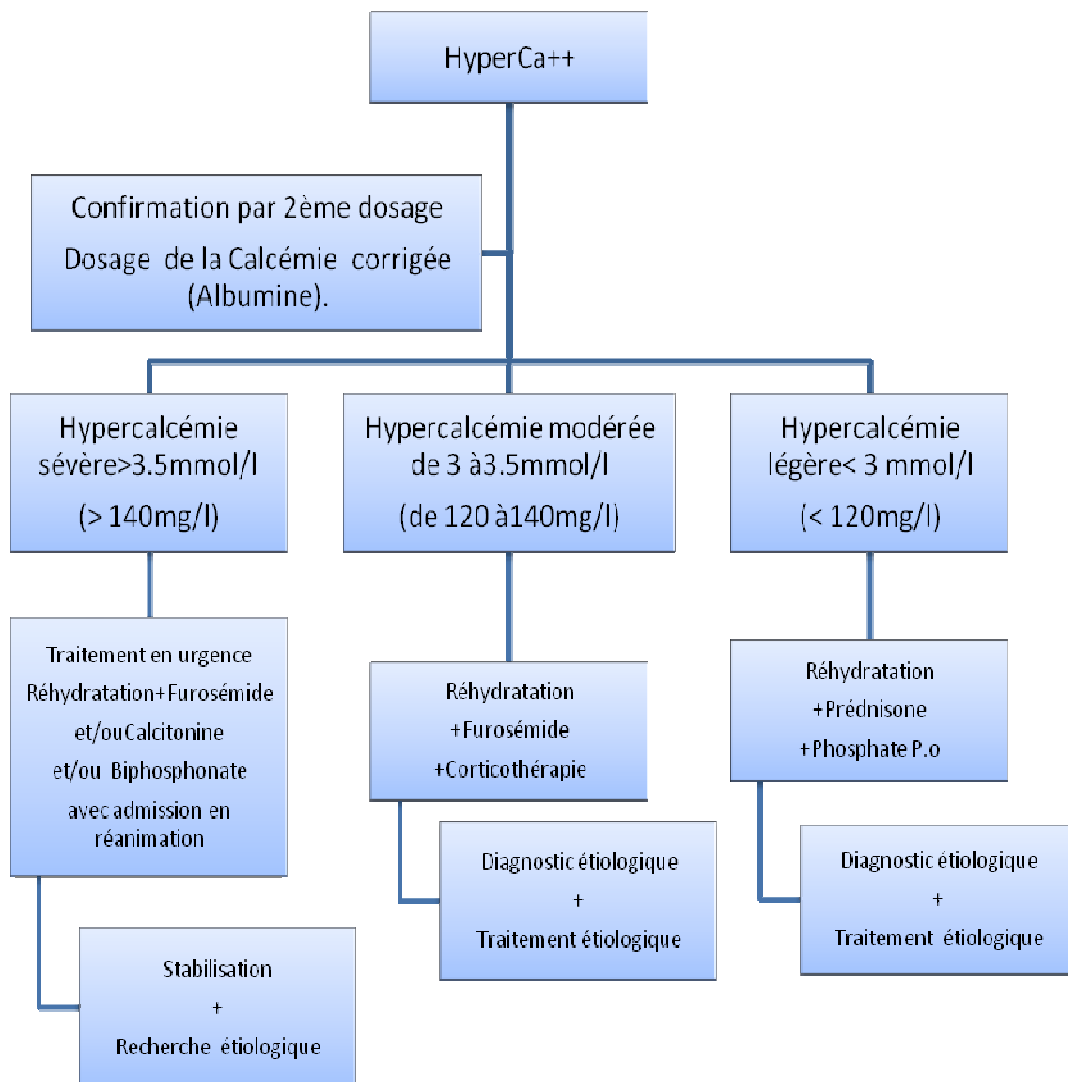 HyperCa++
Confirmation par 2ème dosage
Dosage de la Calcémie corrigée
(Albumine).
Hypercalcémie
sévère>3.5mmol/l
(> 140mg/l)
Hypercalcémie modérée
de 3 à3.5mmol/l
(de 120 à140mg/l)
Hypercalcémie
légère< 3 mmol/l
(< 120mg/l)
Traitement en urgence
Réhydratation+Furosémide
et/ouCalcitonine
et/ou Biphosphonate
avec admission en
réanimation
Réhydratation
+Furosémide
+Corticothérapie
Réhydratation
+Prédnisone
+Phosphate P.o
Stabilisation
+
Recherche étiologique
Diagnostic étiologique
+
Traitement étiologique
Diagnostic étiologique
+
Traitement étiologique